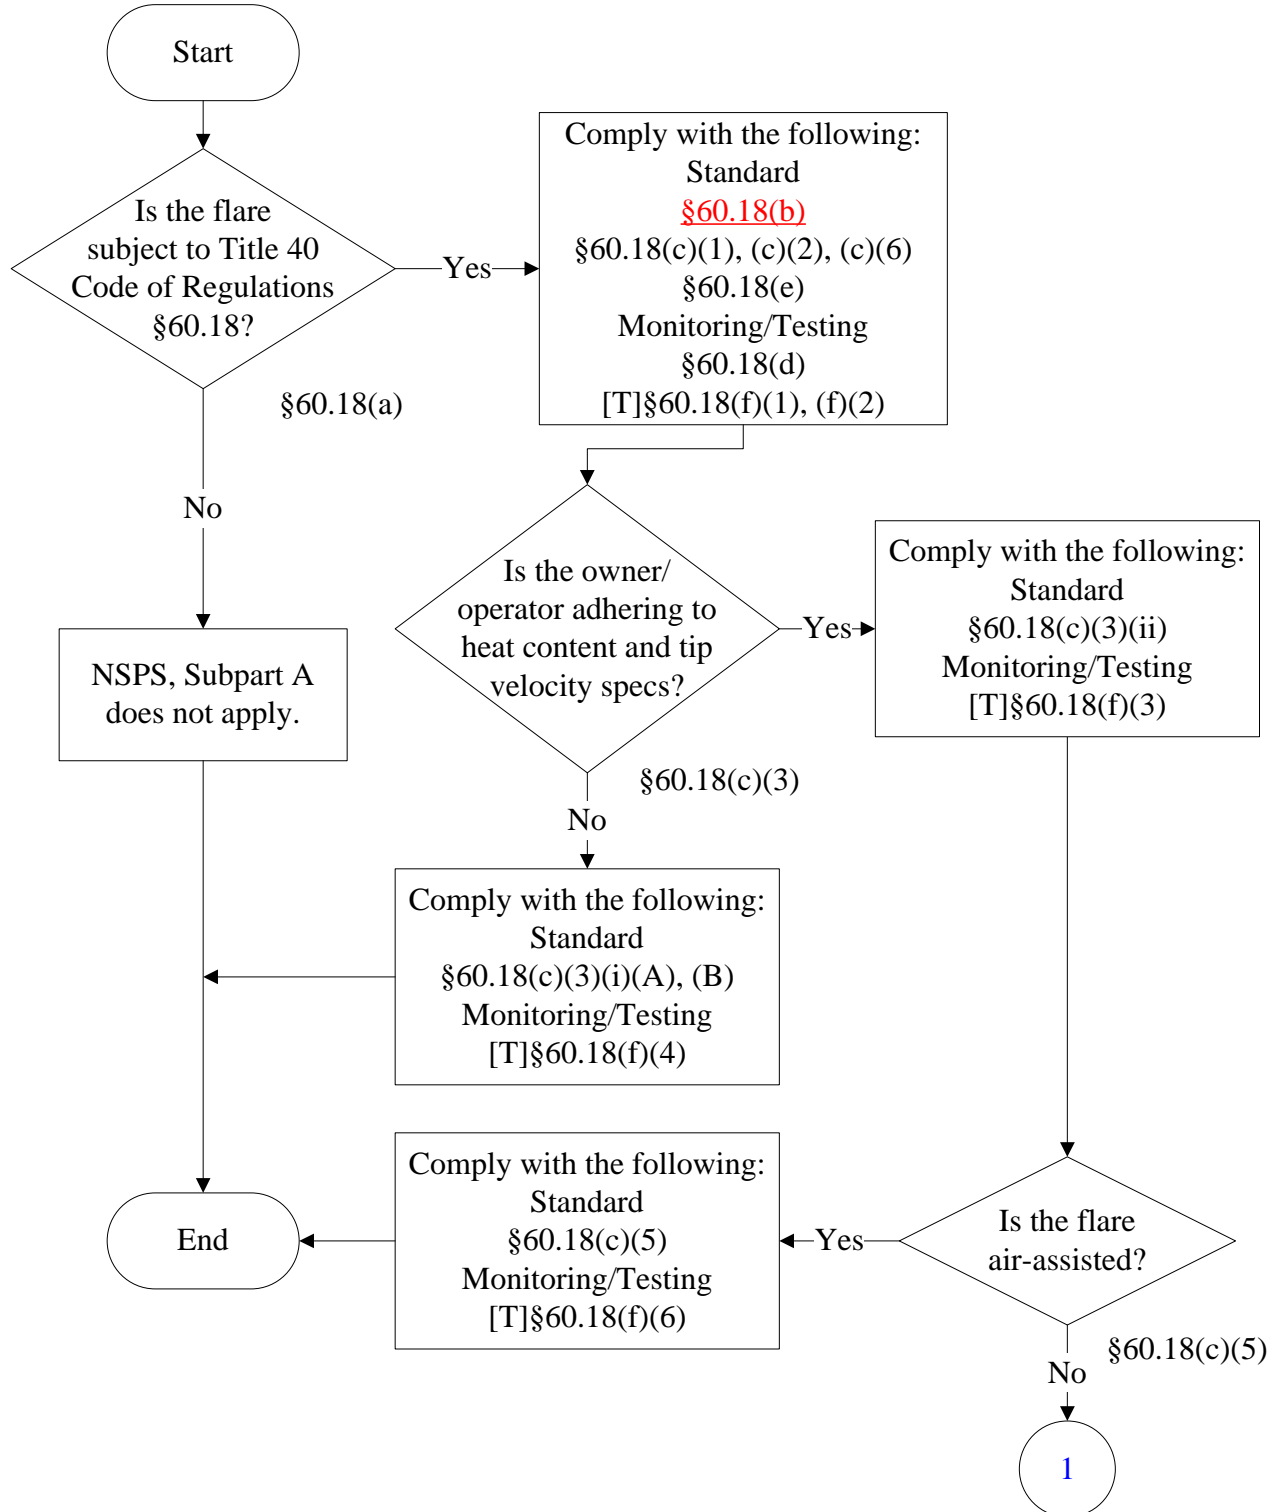 Start
Is the flare
subject to Title 40
Code of Regulations
§60.18?
§60.18(a)
Yes
Comply with the following:
Standard
§60.18(b)
§60.18(c)(1), (c)(2), (c)(6)
§60.18(e)
Monitoring/Testing
§60.18(d)
[T]§60.18(f)(1), (f)(2)
No
NSPS, Subpart A
does not apply.
Is the owner/
operator adhering to
heat content and tip
velocity specs?
§60.18(c)(3)
Yes
Comply with the following:
Standard
§60.18(c)(3)(ii)
Monitoring/Testing
[T]§60.18(f)(3)
No
Comply with the following:
Standard
§60.18(c)(3)(i)(A), (B)
Monitoring/Testing
[T]§60.18(f)(4)
Is the flare
air-assisted?
§60.18(c)(5)
Yes
Comply with the following:
Standard
§60.18(c)(5)
Monitoring/Testing
[T]§60.18(f)(6)
End
No
1